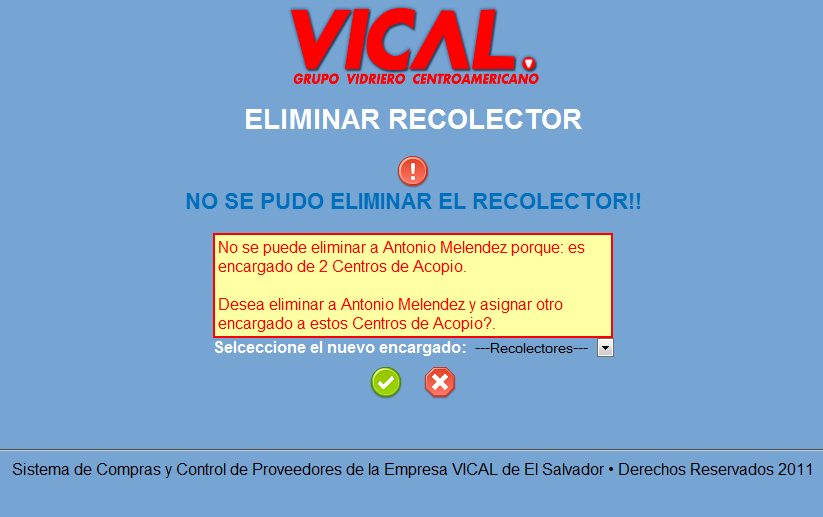 VICAL.
GRUPO VIDRIERO CENTROAMERICANO
ELIMINAR RECOLECTOR
NO SE PUDO ELIMINAR EL RECOLECTOR!!
No se puede eliminar a Antonio Melendez porque: es
encargado de 2 Centros de Acopio.
Desea eliminar a Antonio Melendez y asignar otro
encargado a estos Centros de Acopio?.
Selceccione el nuevo encargado: ---Recolectores---
Sistema de Compras y Control de Proveedores de la Empresa VICAL de El Salvador • Derechos Reservados 2011